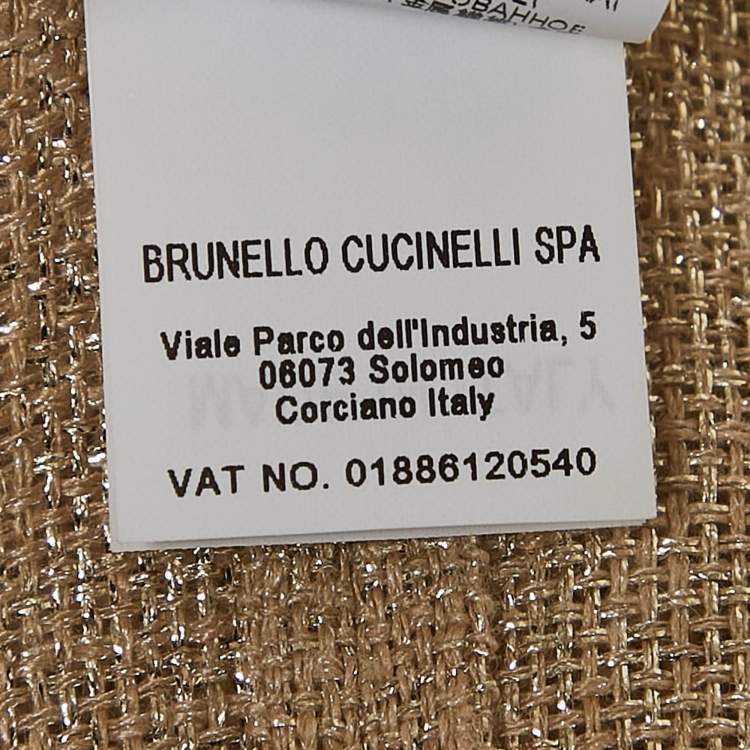 BRUNELLO CUCINELLI SPA
Viale Parco dell'Industria, 5
06073 Solomeo
Corciano Italy
VAT NO. 01886120540